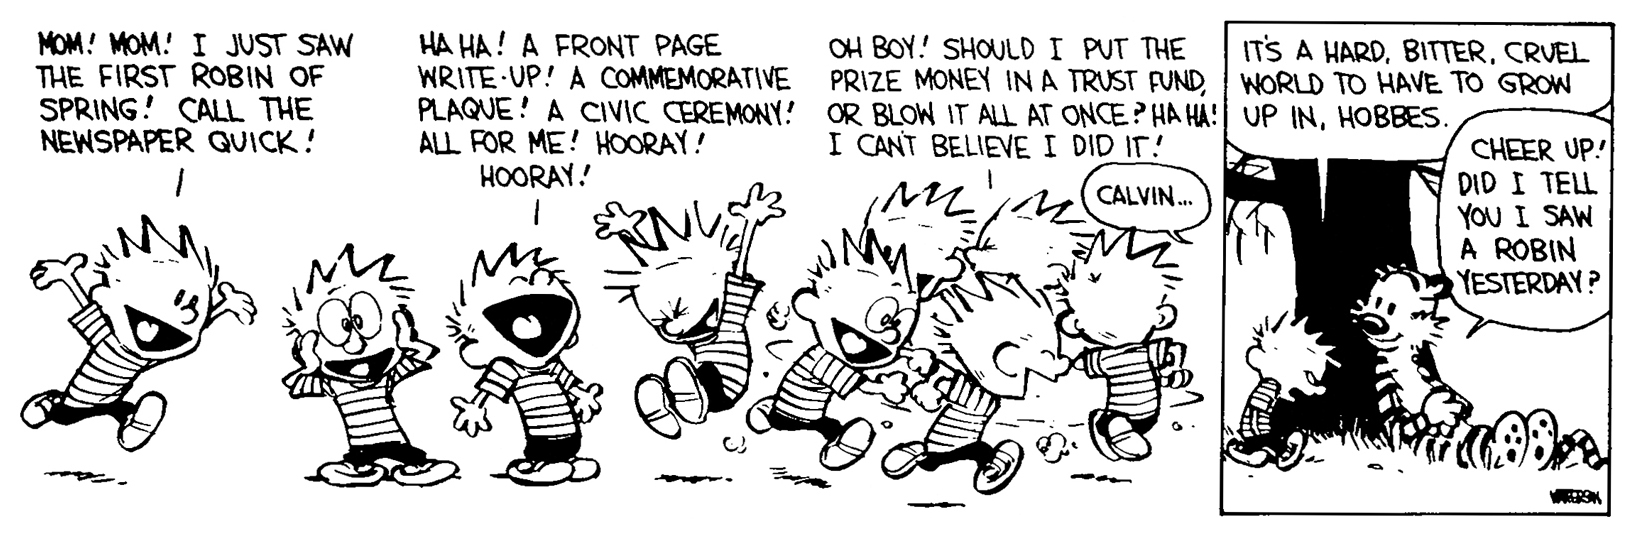 MOM! MOM! I JUST SAW
THE FIRST ROBIN OF
SPRING! CALL THE
NEWSPAPER QUICK!
HA HA! A FRONT PAGE
WRITE-UP! A COMMEMORATIVE
PLAQUE! A CIVIC CEREMONY!
ALL FOR ME! HOORAY!
HOORAY!
OH BOY! SHOULD I PUT THE
PRIZE MONEY IN A TRUST FUND,
OR BLOW IT ALL AT ONCE? HA HA!
I CAN'T BELIEVE I DID IT!
CALVIN...
IT'S A HARD, BITTER, CRUEL
WORLD TO HAVE TO GROW
UP IN, HOBBES.
CHEER UP!
DID I TELL
YOU I SAW
A ROBIN
YESTERDAY?
WATTERSON